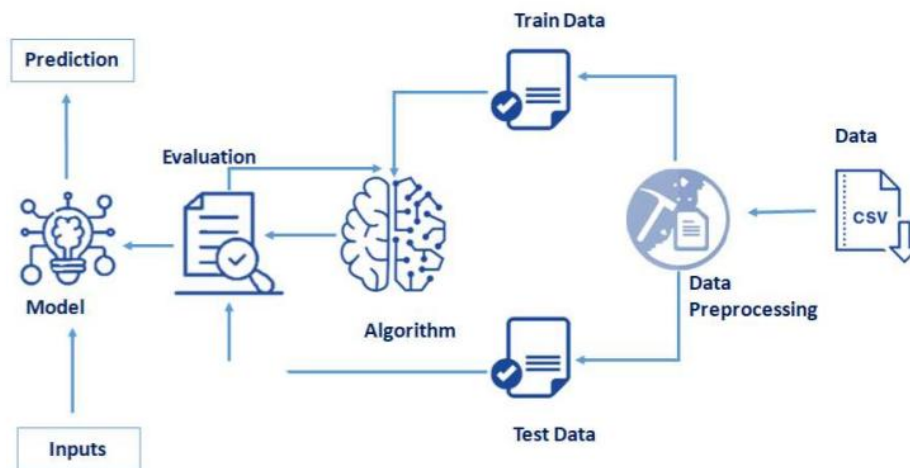 Train Data
Prediction
Data
Evaluation
CSV
Model
Algorithm
Data
Preprocessing
Test Data
Inputs